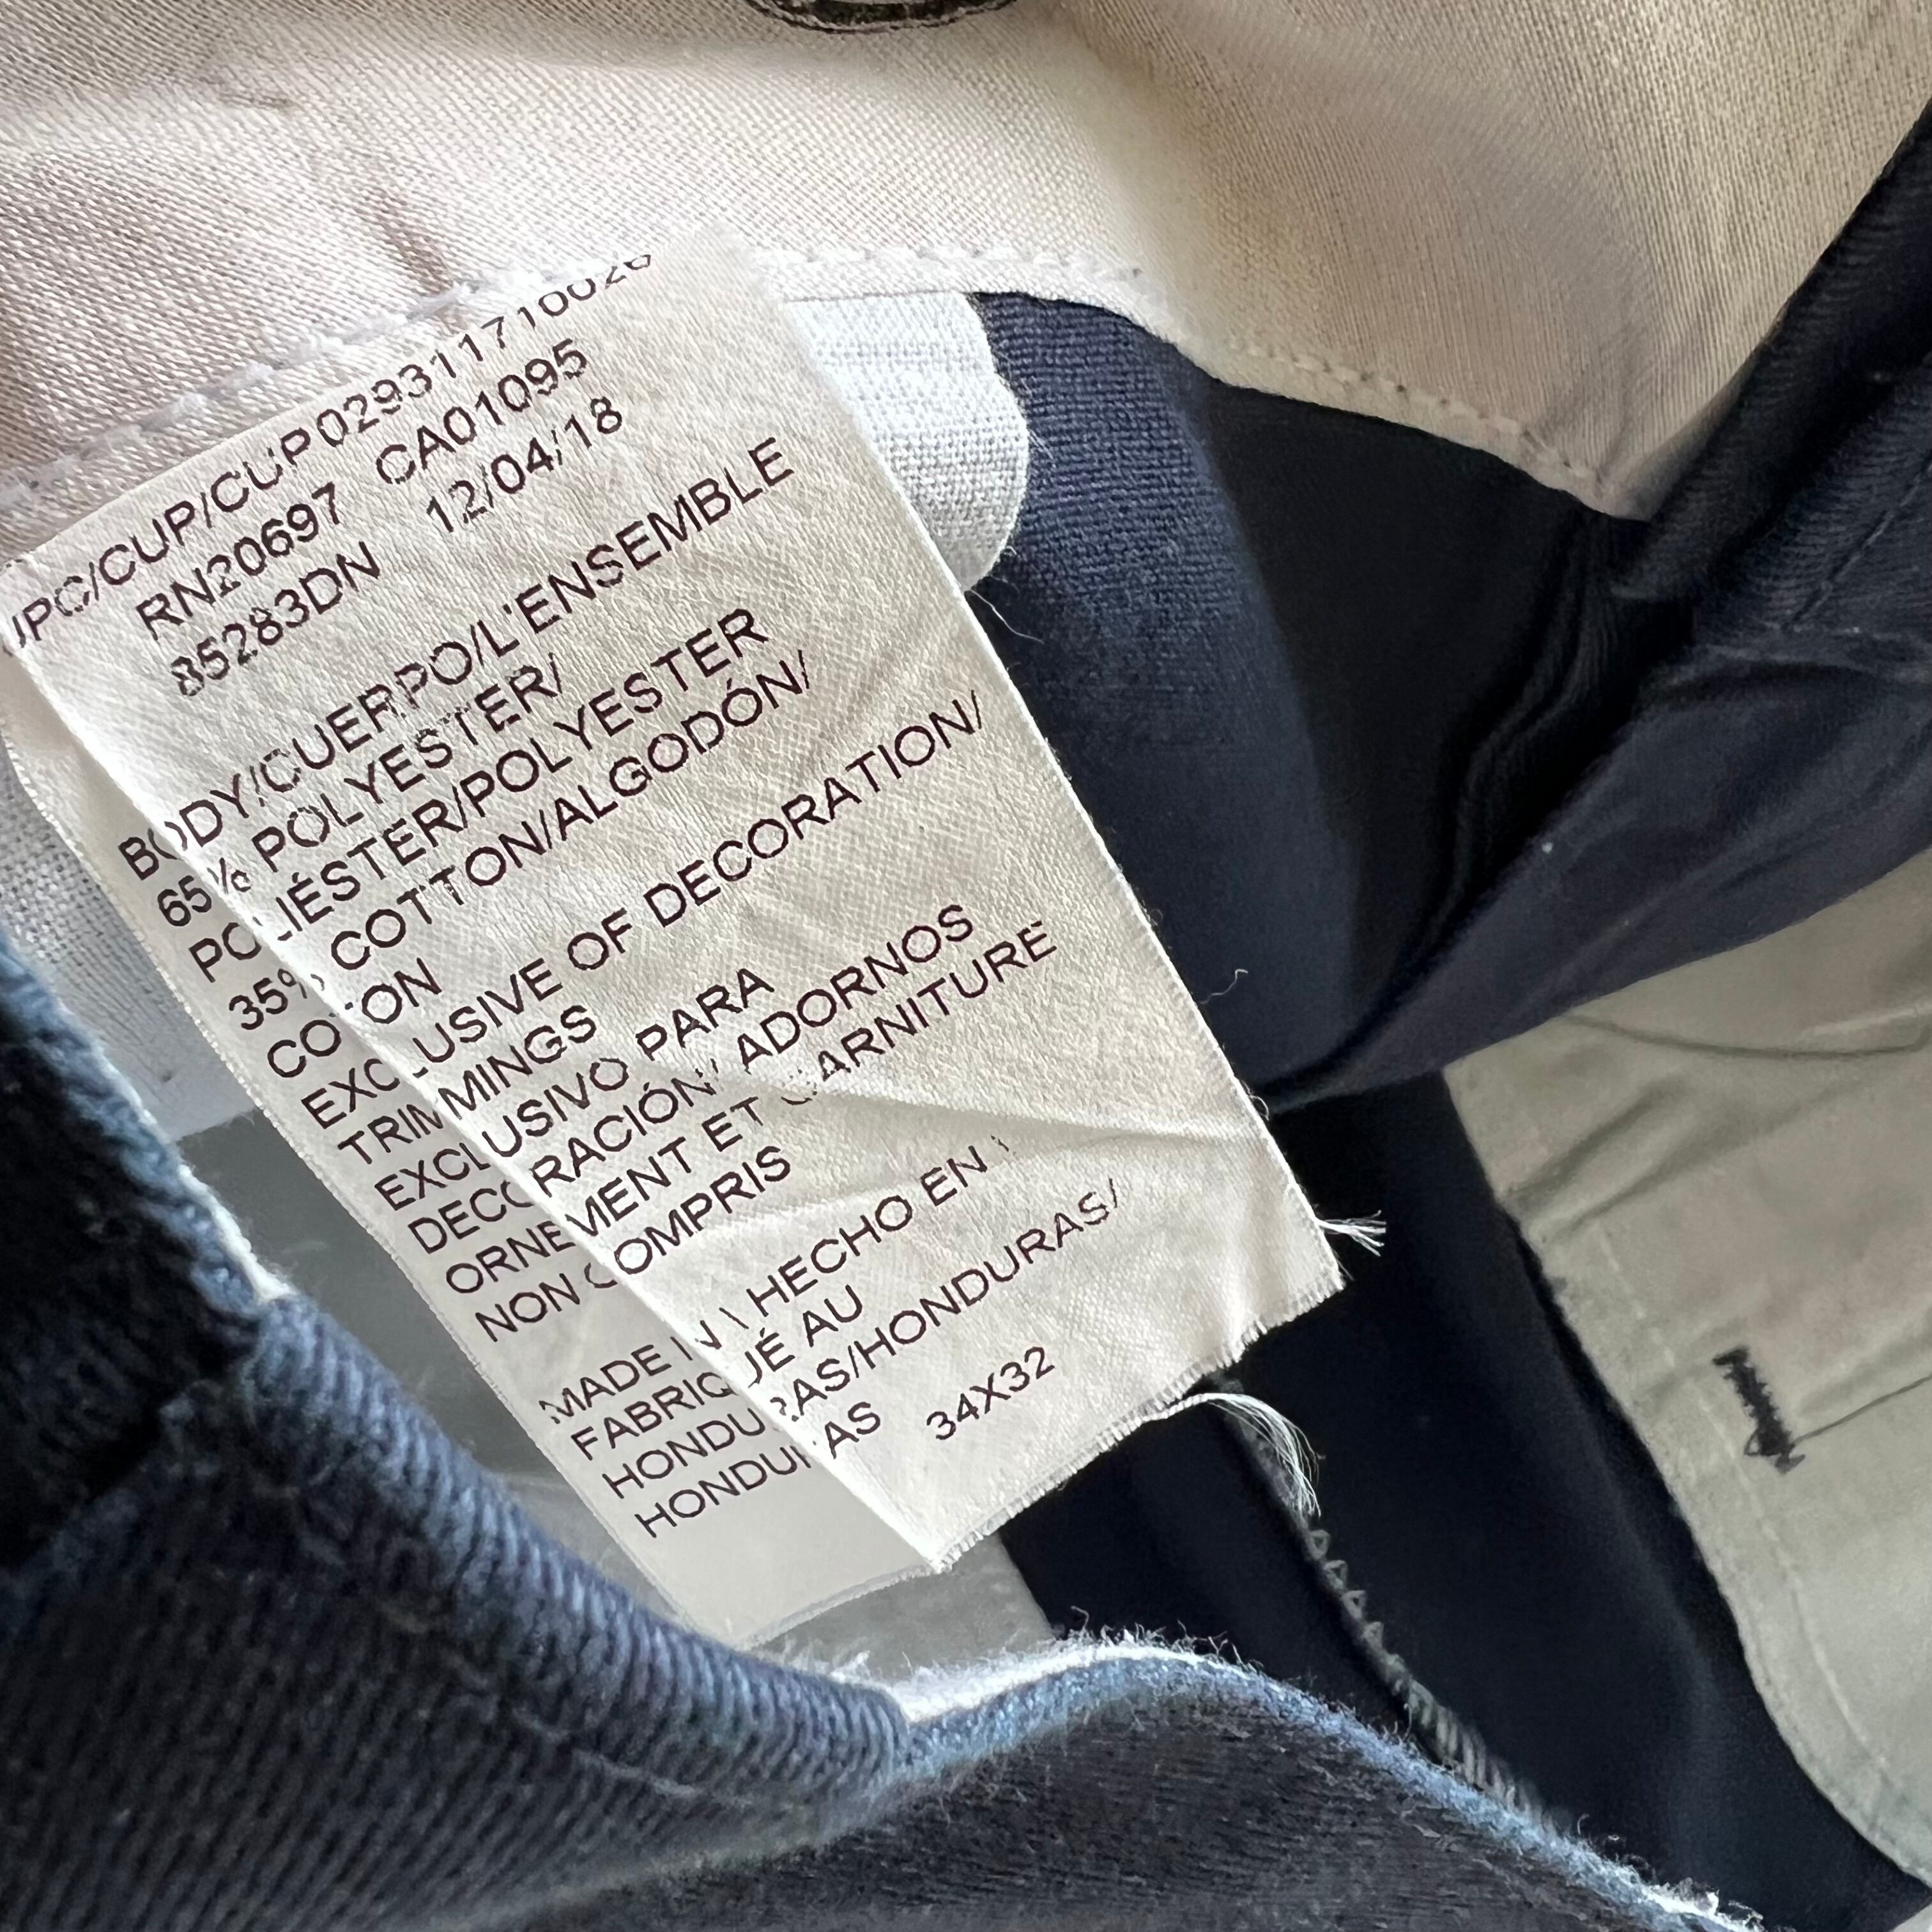 UPC/CUP/CUP 029311710026
RN20697 CA01095
85283DN 12/04/18
BODY/CUERPO/L'ENSEMBLE
65% POLYESTER/
POLIÉSTER/POLYESTER
35% COTTON/ALGODÓN/
COTON
EXCLUSIVE OF DECORATION/
TRIMMINGS
EXCLUSIVO PARA
DECORACIÓN/ ADORNOS
ORNEMENT ET GARNITURE
NON COMPRIS
MADE IN \ HECHO EN \
FABRIQUÉ AU
HONDURAS/HONDURAS/
HONDURAS 34X32